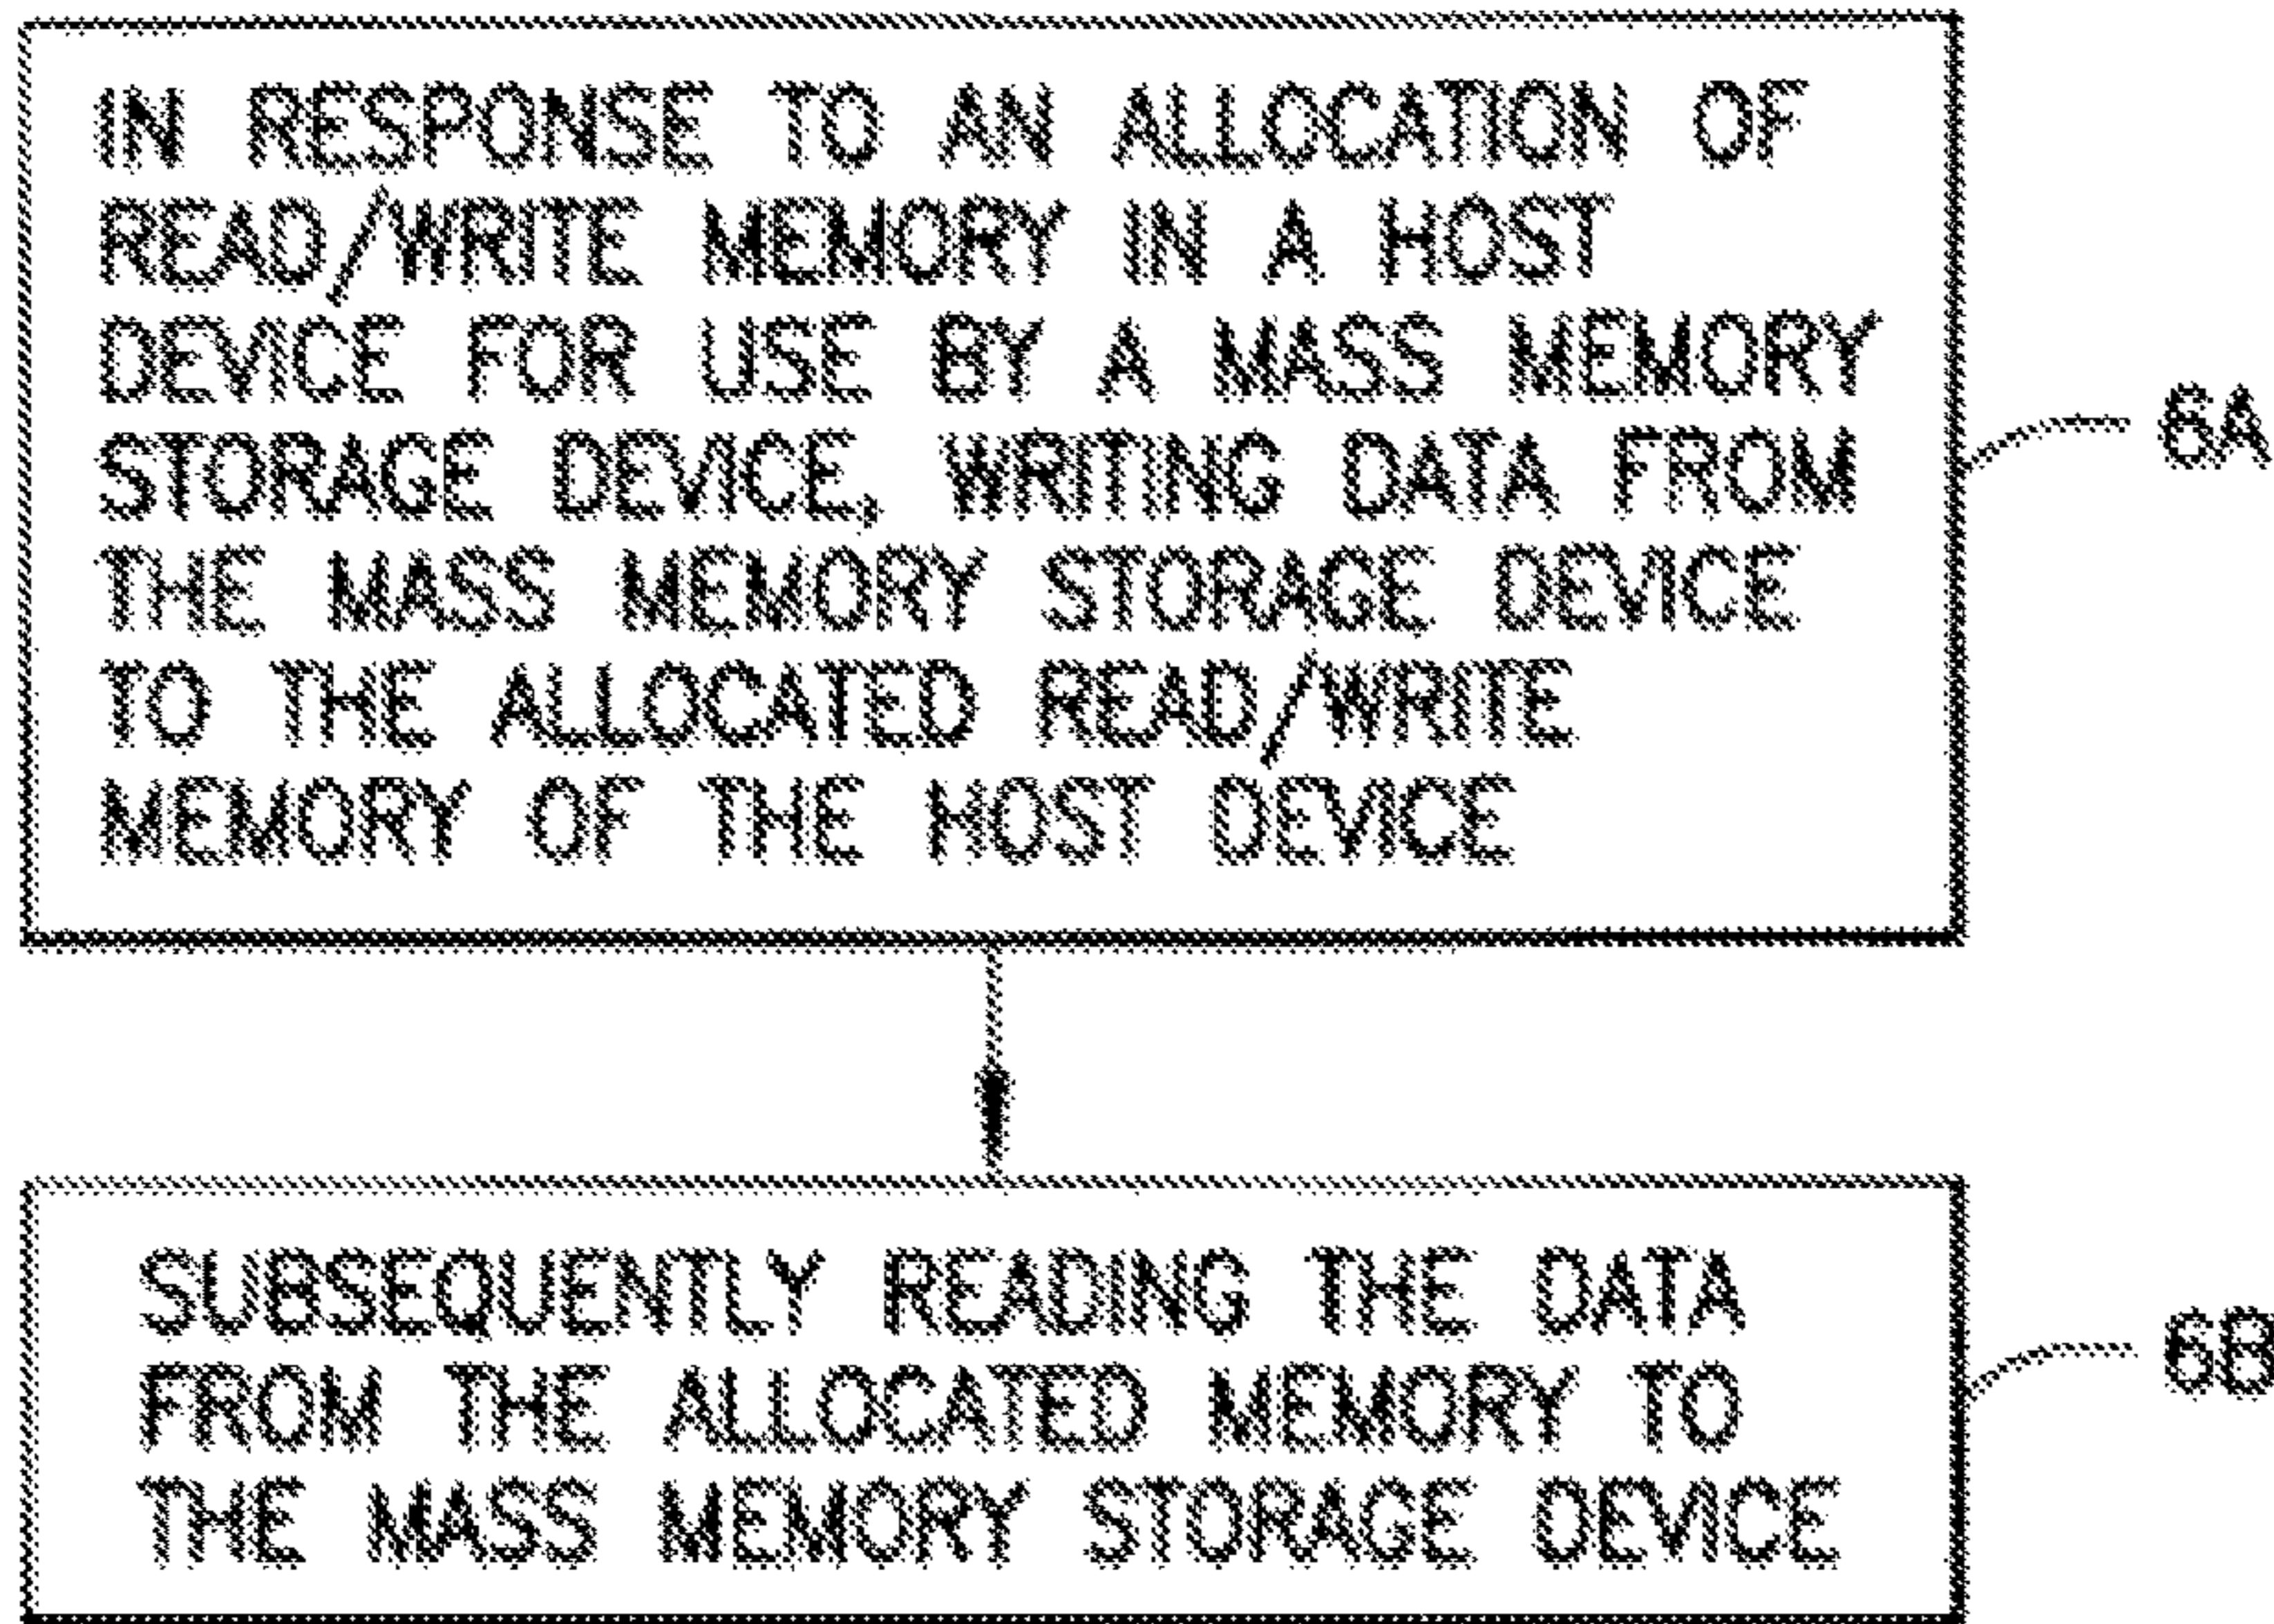 IN RESPONSE TO AN ALLOCATION OF
READ/WRITE MEMORY IN A HOST
DEVICE FOR USE BY A MASS MEMORY
STORAGE DEVICE, WRITING DATA FROM
THE MASS MEMORY STORAGE DEVICE
TO THE ALLOCATED READ/WRITE
MEMORY OF THE HOST DEVICE
6A
SUBSEQUENTLY READING THE DATA
FROM THE ALLOCATED MEMORY TO
THE MASS MEMORY STORAGE DEVICE
6B